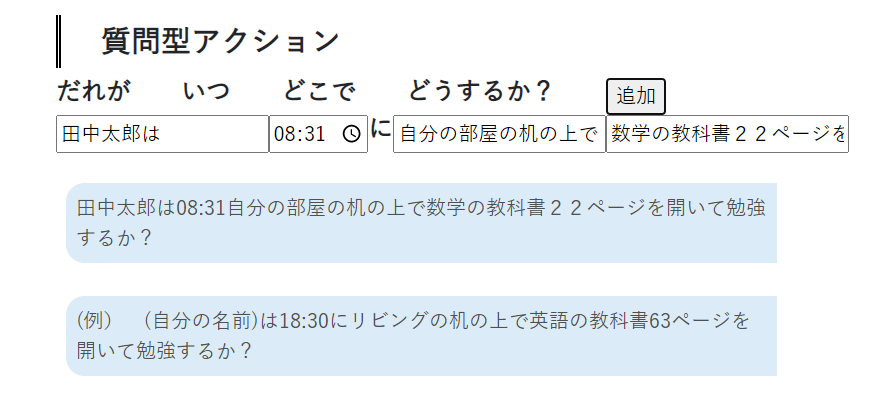 質問型アクション
だれが いつ どこで どうするか？ 追加
田中太郎は 08:31 に 自分の部屋の机の上で 数学の教科書２２ページを
田中太郎は08:31自分の部屋の机の上で数学の教科書２２ページを開いて勉強
するか？
(例) (自分の名前)は18:30にリビングの机の上で英語の教科書63ページを
開いて勉強するか？